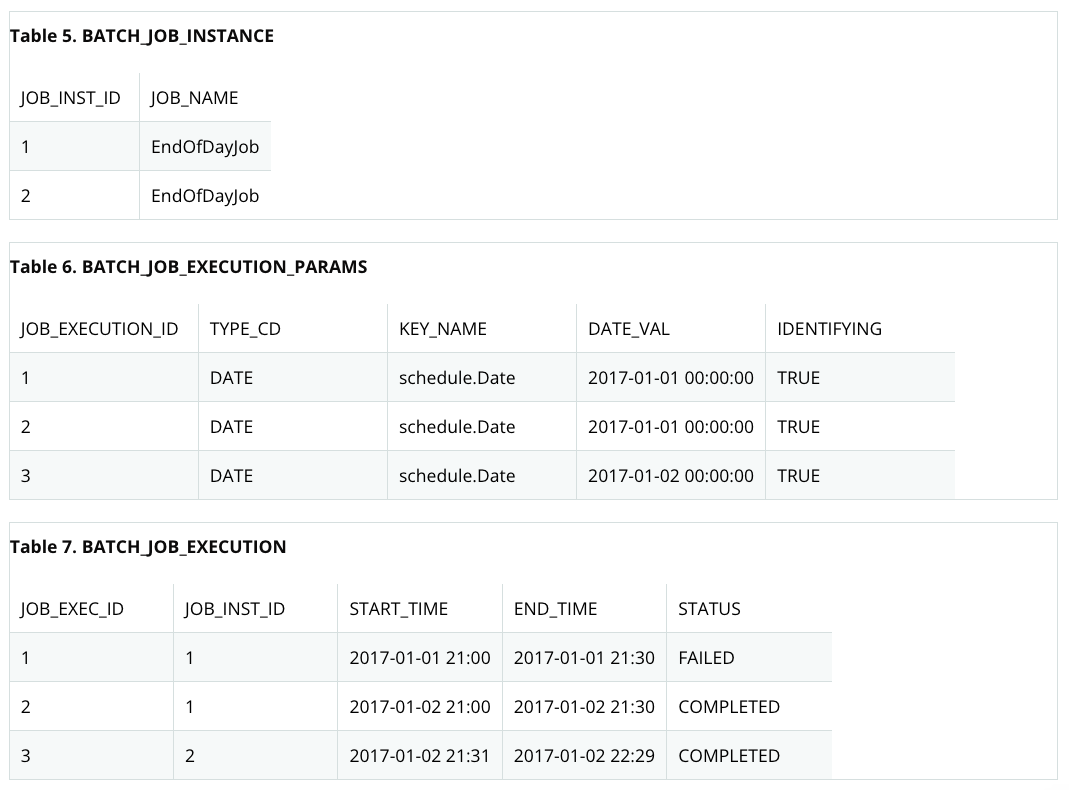 Table 5. BATCH_JOB_INSTANCE
JOB_INST_ID JOB_NAME
1 EndOfDayJob
2 EndOfDayJob
Table 6. BATCH_JOB_EXECUTION_PARAMS
JOB_EXECUTION_ID TYPE_CD KEY_NAME DATE_VAL IDENTIFYING
1 DATE schedule.Date 2017-01-01 00:00:00 TRUE
2 DATE schedule.Date 2017-01-01 00:00:00 TRUE
3 DATE schedule.Date 2017-01-02 00:00:00 TRUE
Table 7. BATCH_JOB_EXECUTION
JOB_EXEC_ID JOB_INST_ID START_TIME END_TIME STATUS
1 1 2017-01-01 21:00 2017-01-01 21:30 FAILED
2 1 2017-01-02 21:00 2017-01-02 21:30 COMPLETED
3 2 2017-01-02 21:31 2017-01-02 22:29 COMPLETED